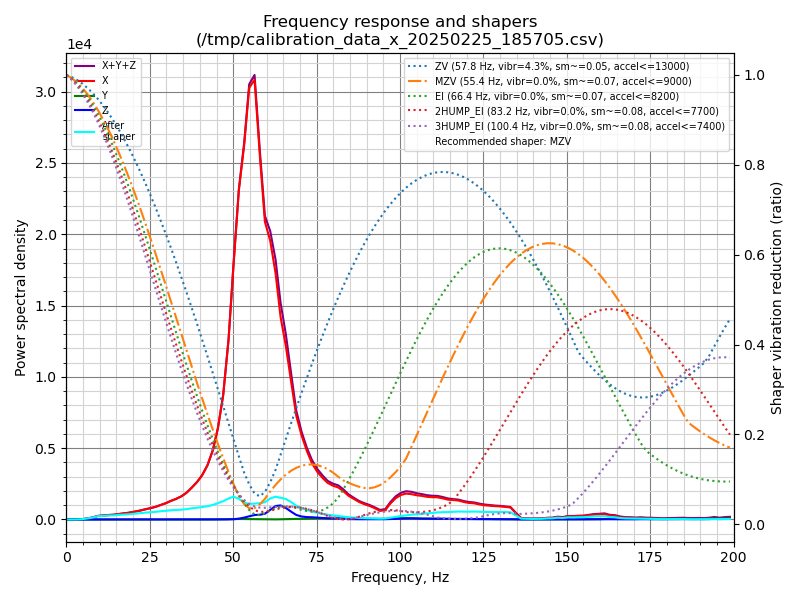 Frequency response and shapers
(/tmp/calibration_data_x_20250225_185705.csv)
1e4
X+Y+Z
X
Y
Z
After
shaper
ZV (57.8 Hz, vibr=4.3%, sm~=0.05, accel<=13000)
MZV (55.4 Hz, vibr=0.0%, sm~=0.07, accel<=9000)
EI (66.4 Hz, vibr=0.0%, sm~=0.07, accel<=8200)
2HUMP_EI (83.2 Hz, vibr=0.0%, sm~=0.08, accel<=7700)
3HUMP_EI (100.4 Hz, vibr=0.0%, sm~=0.08, accel<=7400)
Recommended shaper: MZV
Power spectral density
3.0
2.5
2.0
1.5
1.0
0.5
0.0
1.0
0.8
0.6
0.4
0.2
0.0
Shaper vibration reduction (ratio)
0 25 50 75 100 125 150 175 200
Frequency, Hz